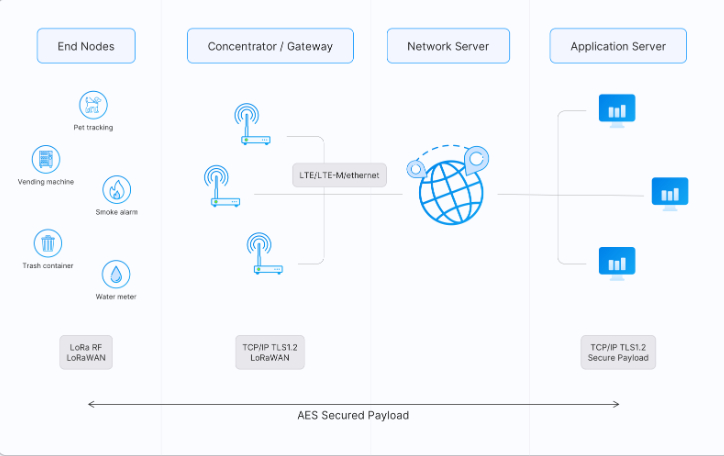 End Nodes
Concentrator / Gateway
Network Server
Application Server
Pet tracking
Vending machine
Smoke alarm
Trash container
Water meter
LTE/LTE-M/ethernet
LoRa RF
LoRaWAN
TCP/IP TLS1.2
LoRaWAN
TCP/IP TLS1.2
Secure Payload
AES Secured Payload